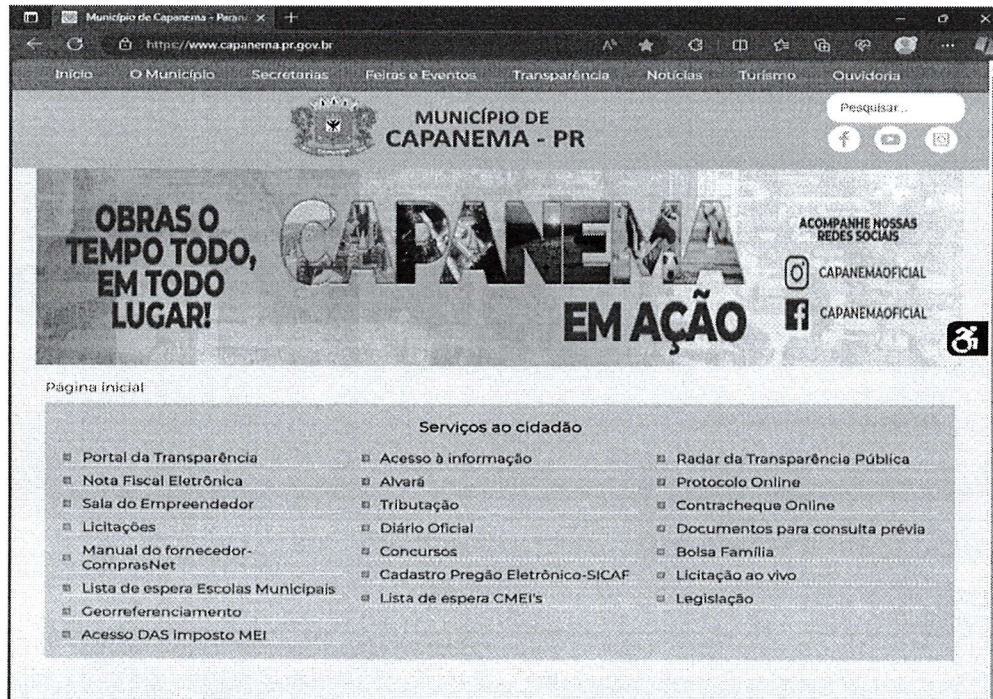 Município de Capanema - Paraná
https://www.capanema.pr.gov.br
Início O Município Secretarias Feiras e Eventos Transparência Notícias Turismo Ouvidoria
Pesquisar...
MUNICÍPIO DE
CAPANEMA - PR
OBRAS O
TEMPO TODO,
EM TODO
LUGAR!
CAPANEMA
EM AÇÃO
ACOMPANHE NOSSAS
REDES SOCIAIS
CAPANEMAOFICIAL
CAPANEMAOFICIAL
Página inicial
Serviços ao cidadão
Portal da Transparência
Nota Fiscal Eletrônica
Sala do Empreendedor
Licitações
Manual do fornecedor-
ComprasNet
Lista de espera Escolas Municipais
Georreferenciamento
Acesso DAS imposto MEI
Acesso à informação
Alvará
Tributação
Diário Oficial
Concursos
Cadastro Pregão Eletrônico-SICAF
Lista de espera CMEI's
Radar da Transparência Pública
Protocolo Online
Contracheque Online
Documentos para consulta prévia
Bolsa Família
Licitação ao vivo
Legislação